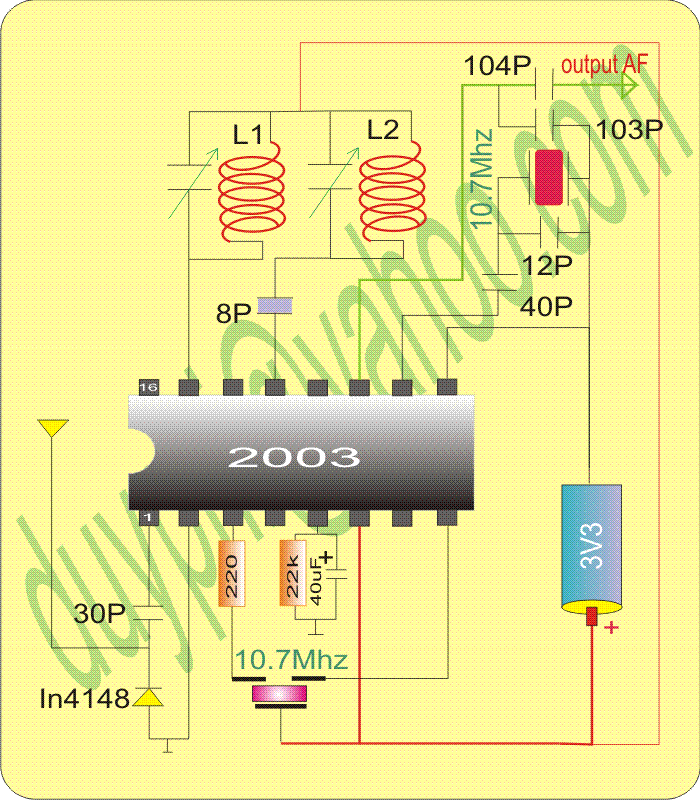 104P
output AF
103P
L1
L2
10.7Mhz
12P
40P
8P
16
2003
1
duyphi@yahoo.com
3V3
+
220
22k
40uF
+
30P
10.7Mhz
In4148